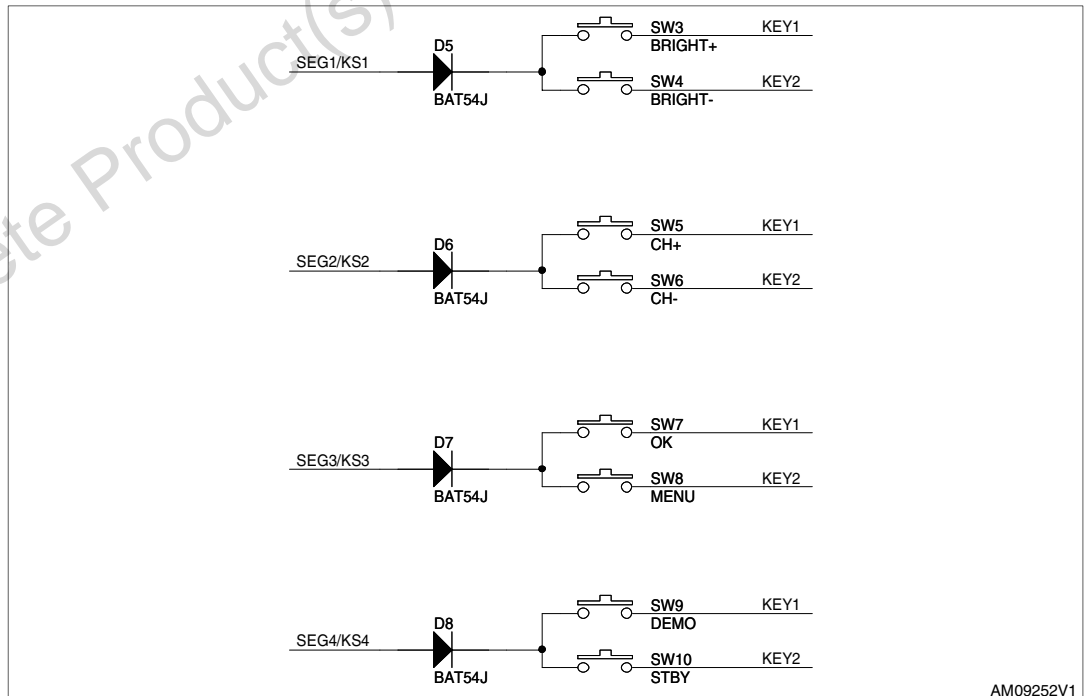 SW3 KEY1
BRIGHT+
D5
SEG1/KS1
BAT54J
SW4 KEY2
BRIGHT-
SW5 KEY1
CH+
D6
SEG2/KS2
BAT54J
SW6 KEY2
CH-
SW7 KEY1
OK
D7
SEG3/KS3
BAT54J
SW8 KEY2
MENU
SW9 KEY1
DEMO
D8
SEG4/KS4
BAT54J
SW10 KEY2
STBY
AM09252V1
ete Product(s)